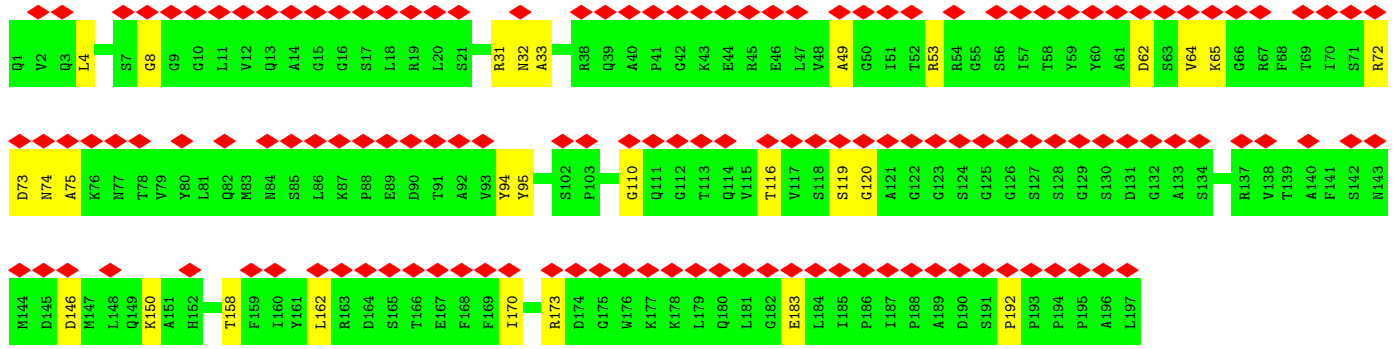 Q1 V2 Q3 L4 S7 G8 G9 G10 L11 V12 Q13 A14 G15 G16 S17 L18 R19 L20 S21 R31 N32 A33 R38 Q39 A40 P41 G42 K43 E44 R45 E46 L47 V48 A49 G50 I51 T52 R53 R54 G55 S56 I57 T58 Y59 Y60 A61 D62 S63 V64 K65 G66 R67 F68 T69 I70 S71 R72
D73 N74 A75 K76 N77 T78 V79 Y80 L81 Q82 M83 N84 S85 L86 K87 P88 E89 D90 T91 A92 V93 Y94 Y95 S102 P103 G110 Q111 G112 T113 Q114 V115 T116 V117 S118 S119 G120 A121 G122 G123 S124 G125 G126 S127 S128 G129 S130 D131 G132 A133 S134 R137 V138 T139 A140 F141 S142 N143
M144 D145 D146 M147 L148 Q149 K150 A151 H152 T158 F159 I160 Y161 L162 R163 D164 S165 T166 E167 F168 F169 I170 R173 D174 G175 W176 K177 K178 L179 Q180 L181 G182 E183 L184 I185 P186 I187 P188 A189 D190 S191 P192 P193 P194 P195 A196 L197